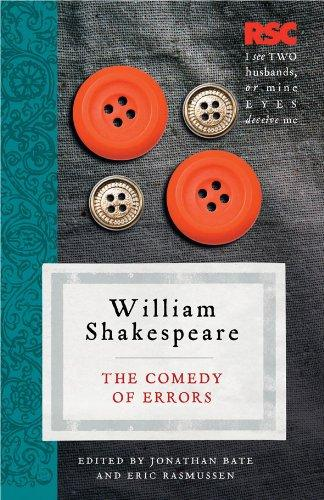 RSC
I see TWO
husbands,
or mine
EYES
deceive me
William
Shakespeare
THE COMEDY
OF ERRORS
EDITED BY JONATHAN BATE
AND ERIC RASMUSSEN